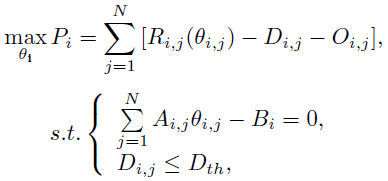 max_{θ_i} P_i = \sum_{j=1}^{N} [R_{i,j}(θ_{i,j}) − D_{i,j} − O_{i,j}],
s.t. { \sum_{j=1}^{N} A_{i,j}θ_{i,j} − B_i = 0,
D_{i,j} ≤ D_{th},